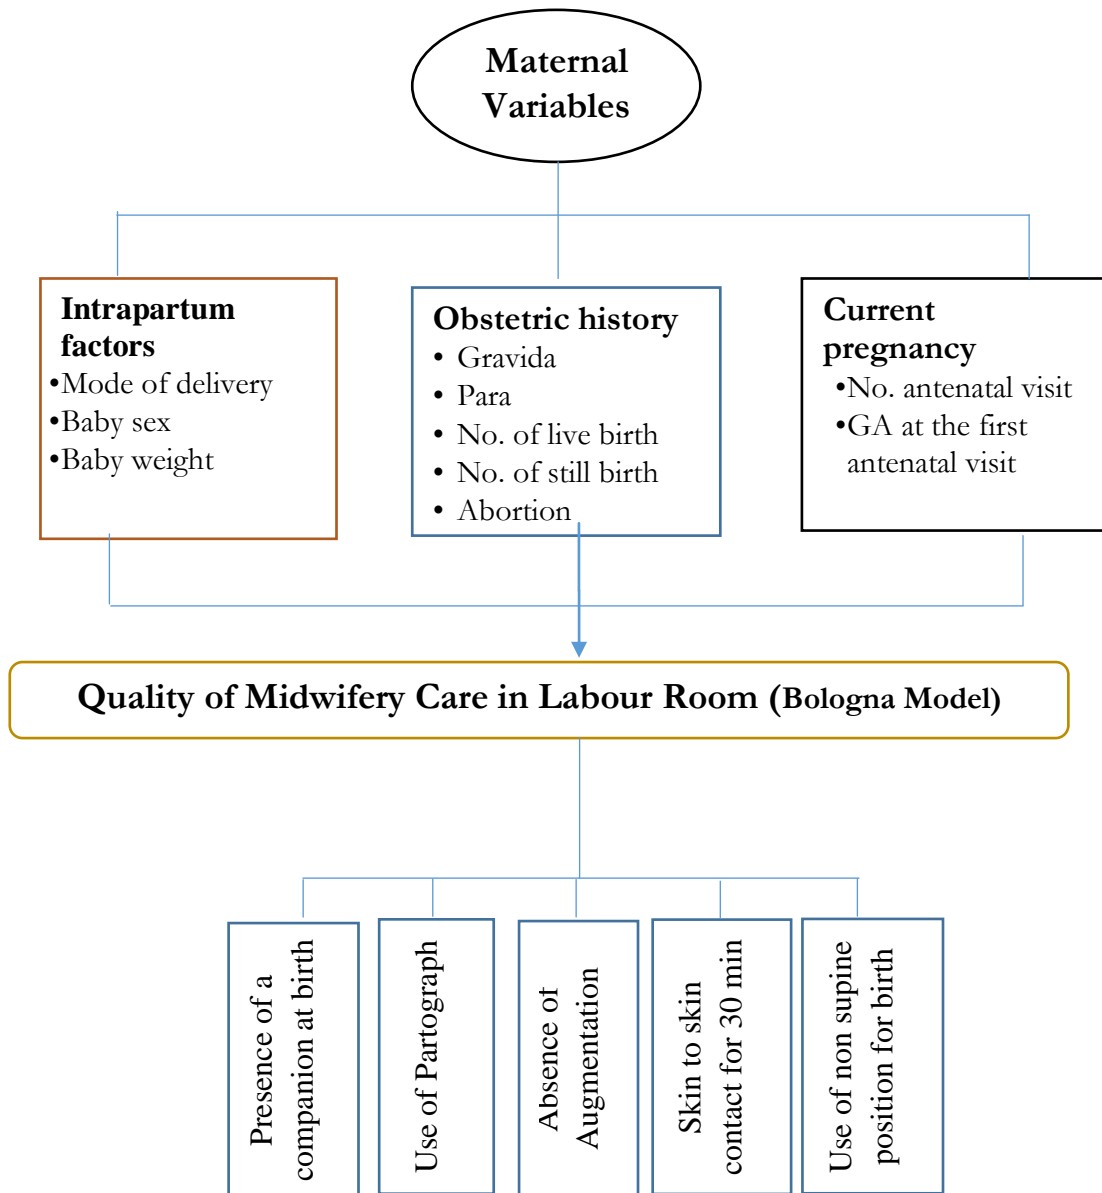 Maternal
Variables
Intrapartum
factors
•Mode of delivery
•Baby sex
•Baby weight
Obstetric history
• Gravida
• Para
• No. of live birth
• No. of still birth
• Abortion
Current
pregnancy
•No. antenatal visit
•GA at the first
antenatal visit
Quality of Midwifery Care in Labour Room (Bologna Model)
Presence of a
companion at birth
Use of Partograph
Absence of
Augmentation
Skin to skin
contact for 30 min
Use of non supine
position for birth